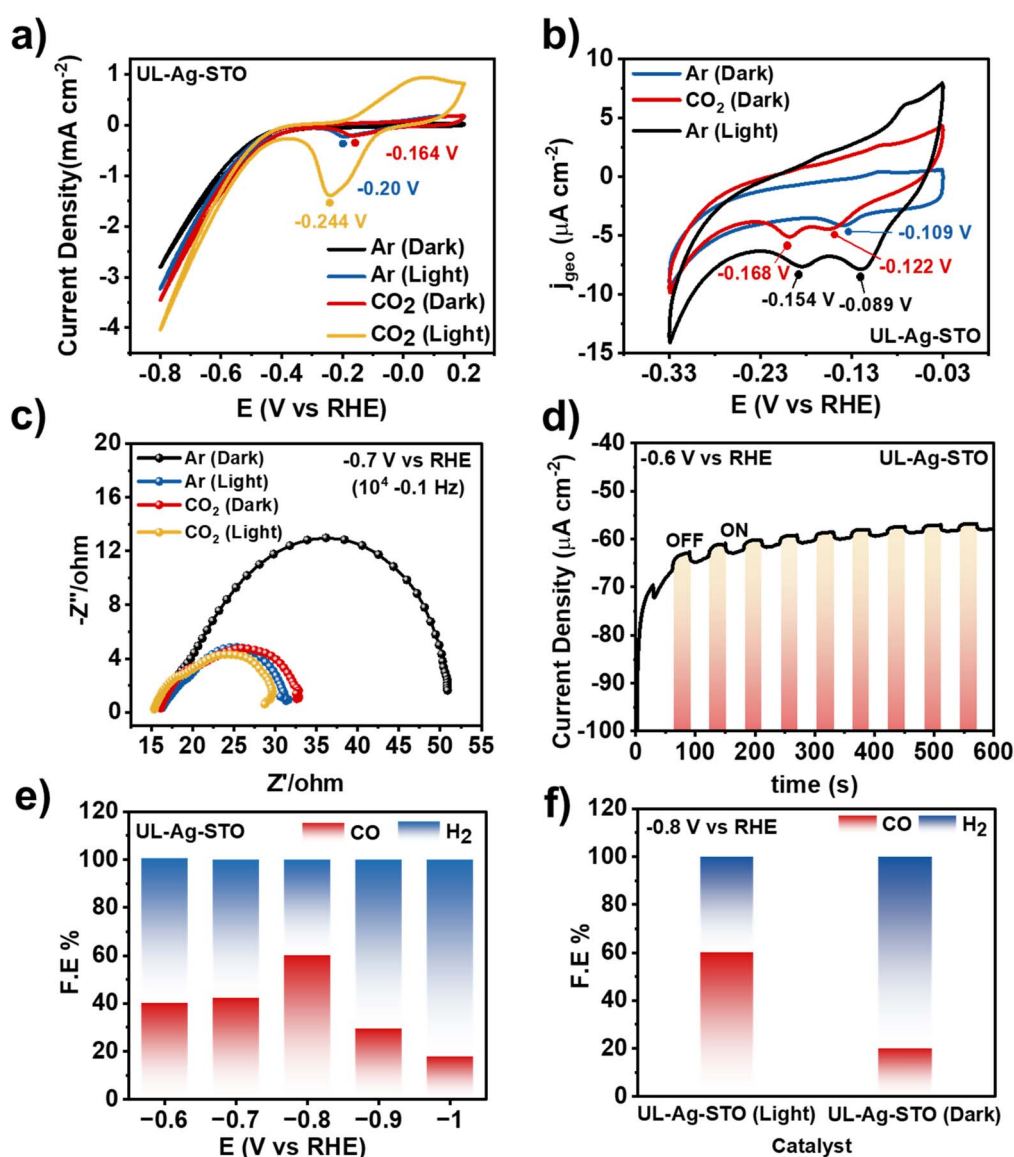 a)
UL-Ag-STO
Current Density(mA cm⁻²)
1
0
-1
-2
-3
-4
-0.164 V
-0.20 V
-0.244 V
Ar (Dark)
Ar (Light)
CO₂ (Dark)
CO₂ (Light)
-0.8 -0.6 -0.4 -0.2 -0.0 0.2
E (V vs RHE)
b)
j_geo (μA cm⁻²)
10
5
0
-5
-10
-15
Ar (Dark)
CO₂ (Dark)
Ar (Light)
-0.109 V
-0.168 V
-0.122 V
-0.154 V
-0.089 V
UL-Ag-STO
-0.33 -0.23 -0.13 -0.03
E (V vs RHE)
c)
-Z''/ohm
20
16
12
8
4
0
Ar (Dark)
Ar (Light)
CO₂ (Dark)
CO₂ (Light)
-0.7 V vs RHE
(10⁴ -0.1 Hz)
15 20 25 30 35 40 45 50 55
Z'/ohm
d)
Current Density (μA cm⁻²)
-40
-50
-60
-70
-80
-90
-100
-0.6 V vs RHE
UL-Ag-STO
OFF
ON
0 100 200 300 400 500 600
time (s)
e)
F.E %
120
100
80
60
40
20
0
UL-Ag-STO
CO
H₂
−0.6 −0.7 −0.8 −0.9 −1
E (V vs RHE)
f)
F.E %
120
100
80
60
40
20
0
-0.8 V vs RHE
CO
H₂
UL-Ag-STO (Light) UL-Ag-STO (Dark)
Catalyst